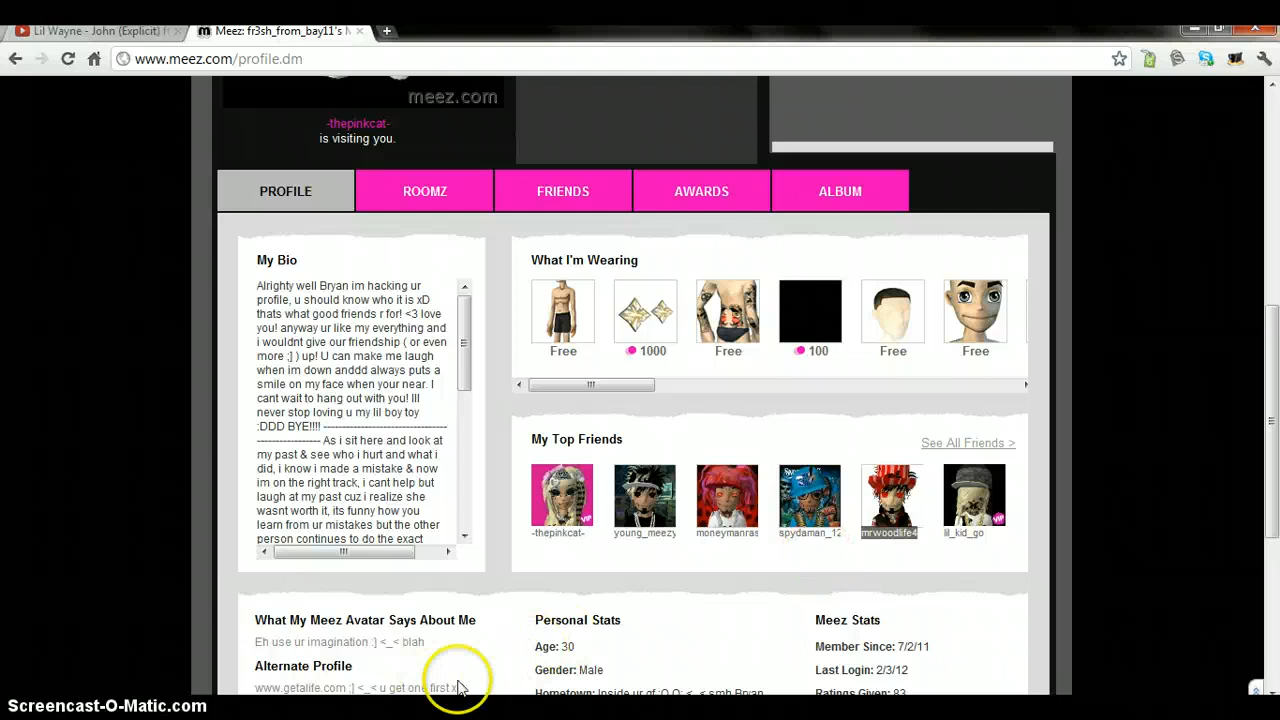 Lil Wayne - John (Explicit) f
Meez: fr3sh_from_bay11's M
www.meez.com/profile.dm
meez.com
-thepinkcat-
is visiting you.
PROFILE ROOMZ FRIENDS AWARDS ALBUM
My Bio
Alrighty well Bryan im hacking ur
profile, u should know who it is xD
thats what good friends r for! <3 love
you! anyway ur like my everything and
i wouldnt give our friendship ( or even
more ;] ) up! U can make me laugh
when im down anddd always puts a
smile on my face when your near. I
cant wait to hang out with you! Ill
never stop loving u my lil boy toy
:DDD BYE!!!! --------------------------------
----------------- As i sit here and look at
my past & see who i hurt and what i
did, i know i made a mistake & now
im on the right track, i cant help but
laugh at my past cuz i realize she
wasnt worth it, its funny how you
learn from ur mistakes but the other
person continues to do the exact
What I'm Wearing
Free 1000 Free 100 Free Free
My Top Friends
See All Friends >
-thepinkcat- young_meezy moneymanras spydaman_12 mrwoodlife4 lil_kid_go
What My Meez Avatar Says About Me
Eh use ur imagination :] <_< blah
Alternate Profile
www.getalife.com :] <_< u get one first x
Personal Stats
Age: 30
Gender: Male
Hometown: Inside ur gf :O O: <_< smh Bryan
Meez Stats
Member Since: 7/2/11
Last Login: 2/3/12
Ratings Given: 83
Screencast-O-Matic.com